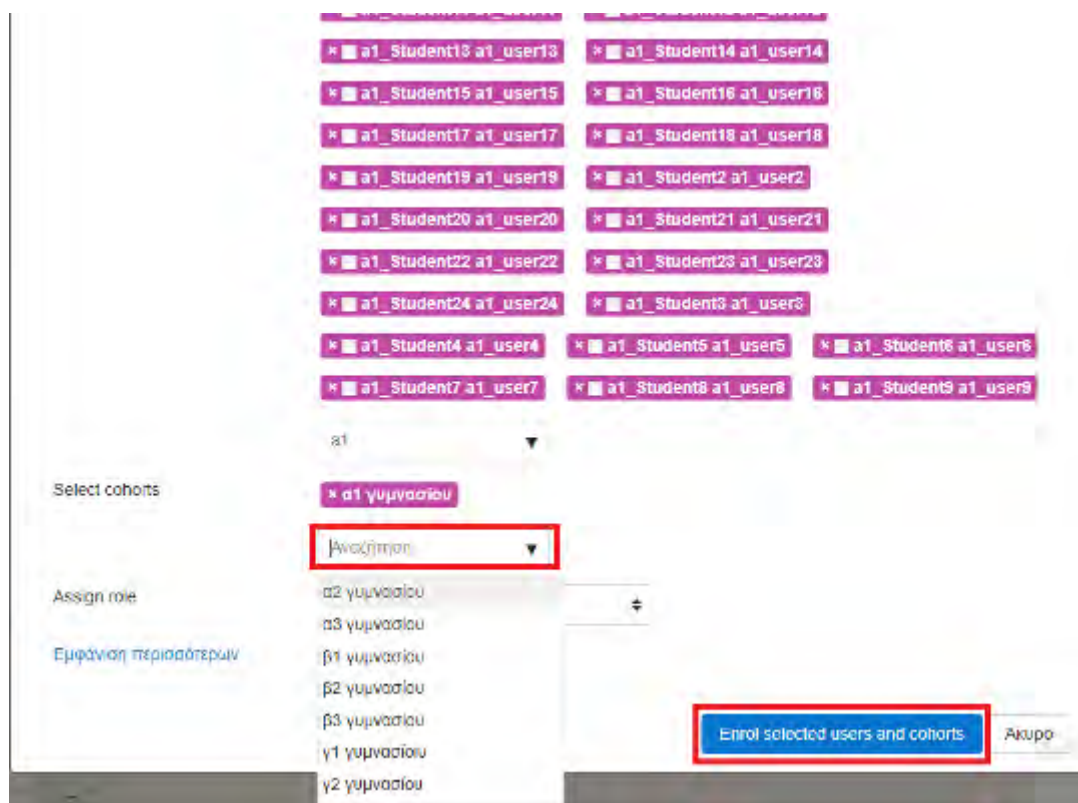 × a1_Student13 a1_user13 × a1_Student14 a1_user14
× a1_Student15 a1_user15 × a1_Student16 a1_user16
× a1_Student17 a1_user17 × a1_Student18 a1_user18
× a1_Student19 a1_user19 × a1_Student2 a1_user2
× a1_Student20 a1_user20 × a1_Student21 a1_user21
× a1_Student22 a1_user22 × a1_Student23 a1_user23
× a1_Student24 a1_user24 × a1_Student3 a1_user3
× a1_Student4 a1_user4 × a1_Student5 a1_user5 × a1_Student6 a1_user6
× a1_Student7 a1_user7 × a1_Student8 a1_user8 × a1_Student9 a1_user9
a1 ▼
Select cohorts × α1 γυμνασίου
Αναζήτηση ▼
Assign role
α2 γυμνασίου
α3 γυμνασίου
Εμφάνιση περισσότερων
β1 γυμνασίου
β2 γυμνασίου
β3 γυμνασίου
γ1 γυμνασίου
γ2 γυμνασίου
Enrol selected users and cohorts Άκυρο